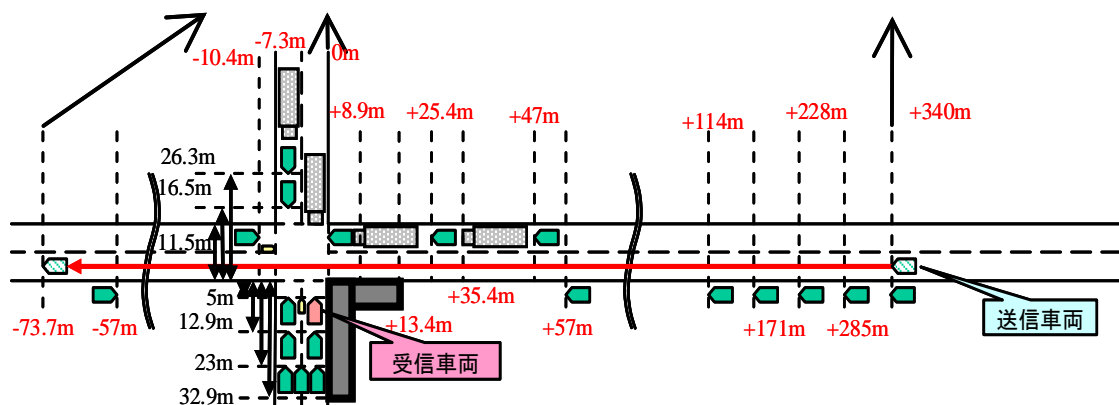 -7.3m
-10.4m
0m
+8.9m
+25.4m
+47m
+114m
+228m
+340m
26.3m
16.5m
11.5m
5m
12.9m
23m
32.9m
-73.7m
-57m
+35.4m
+13.4m
+57m
+171m
+285m
受信車両
送信車両